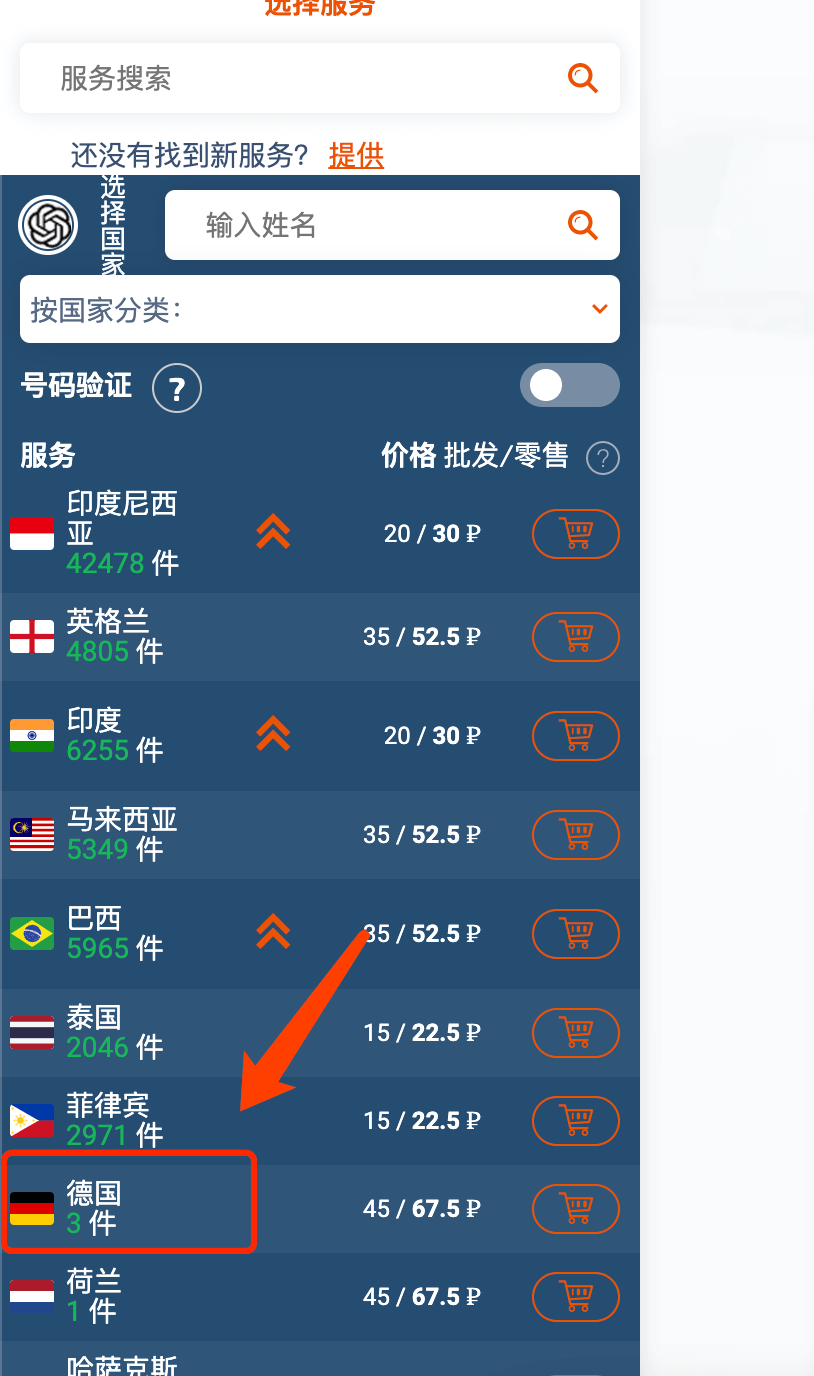 选择服务
服务搜索
还没有找到新服务? 提供
选择国家
输入姓名
按国家分类:
号码验证 ?
服务 价格 批发/零售 ?
印度尼西
亚
42478 件
20 / 30 ₽
英格兰
4805 件
35 / 52.5 ₽
印度
6255 件
20 / 30 ₽
马来西亚
5349 件
35 / 52.5 ₽
巴西
5965 件
35 / 52.5 ₽
泰国
2046 件
15 / 22.5 ₽
菲律宾
2971 件
15 / 22.5 ₽
德国
3 件
45 / 67.5 ₽
荷兰
1 件
45 / 67.5 ₽
哈萨克斯